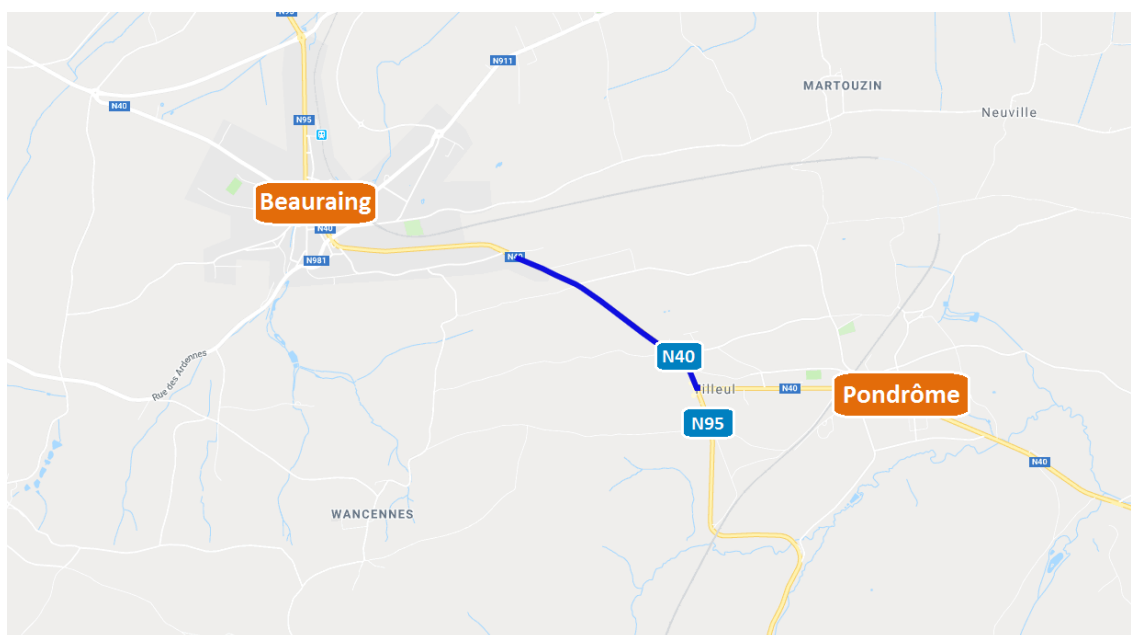 N95
N911
N40
MARTOUZIN
Neuville
N95
Beauraing
N40
N981
N40
Rue des Ardennes
N40
illeul
N40
Pondrôme
N95
N40
WANCENNES